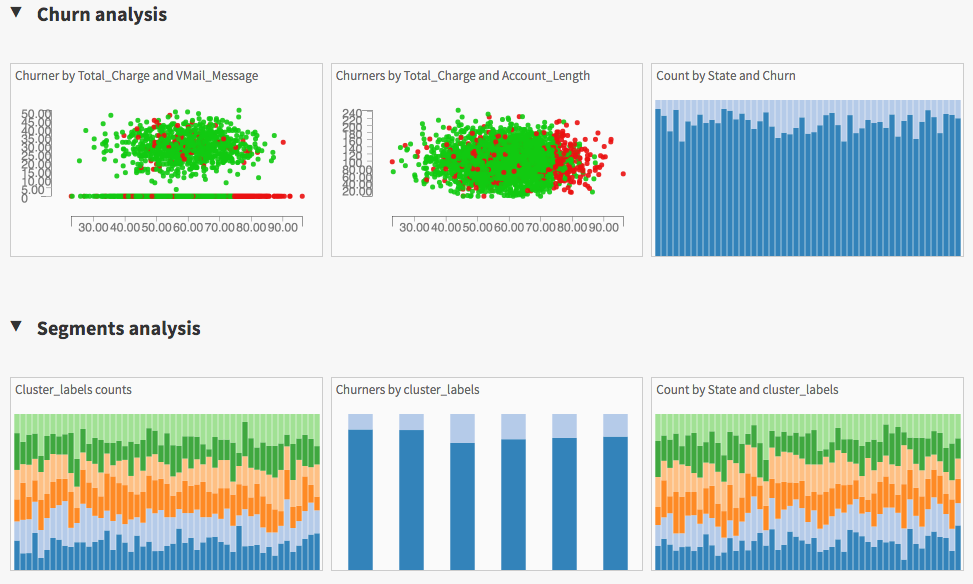 ▼ Churn analysis
Churner by Total_Charge and VMail_Message
50.00
45.00
40.00
35.00
30.00
25.00
20.00
15.00
10.00
5.00
0
30.00 40.00 50.00 60.00 70.00 80.00 90.00
Churners by Total_Charge and Account_Length
240
200
180
160
140
120
100
80.00
60.00
40.00
20.00
30.00 40.00 50.00 60.00 70.00 80.00 90.00
Count by State and Churn
▼ Segments analysis
Cluster_labels counts
Churners by cluster_labels
Count by State and cluster_labels